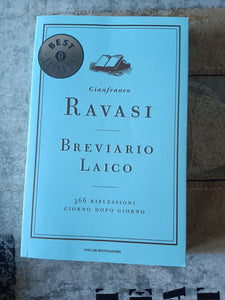 BEST
Gianfranco
RAVASI
BREVIARIO
LAICO
366 RIFLESSIONI
GIORNO DOPO GIORNO
OSCAR MONDADORI